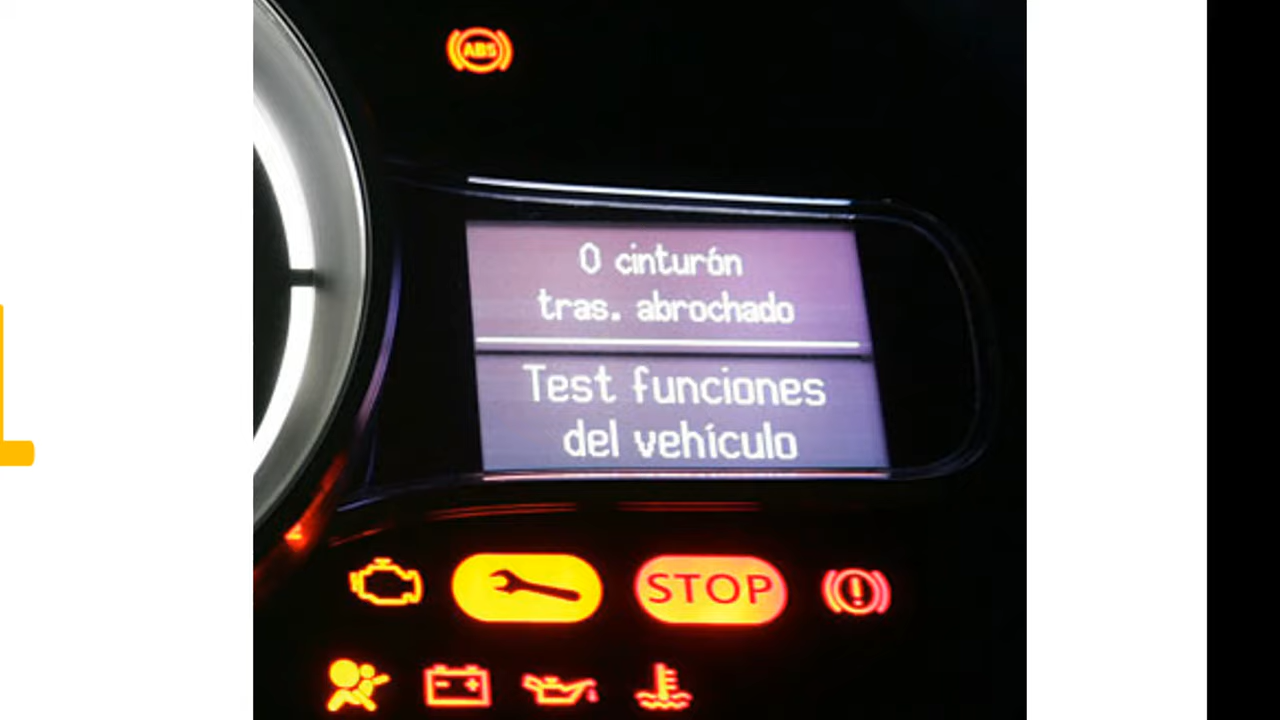 ABS
0 cinturón
tras. abrochado
Test funciones
del vehículo
STOP